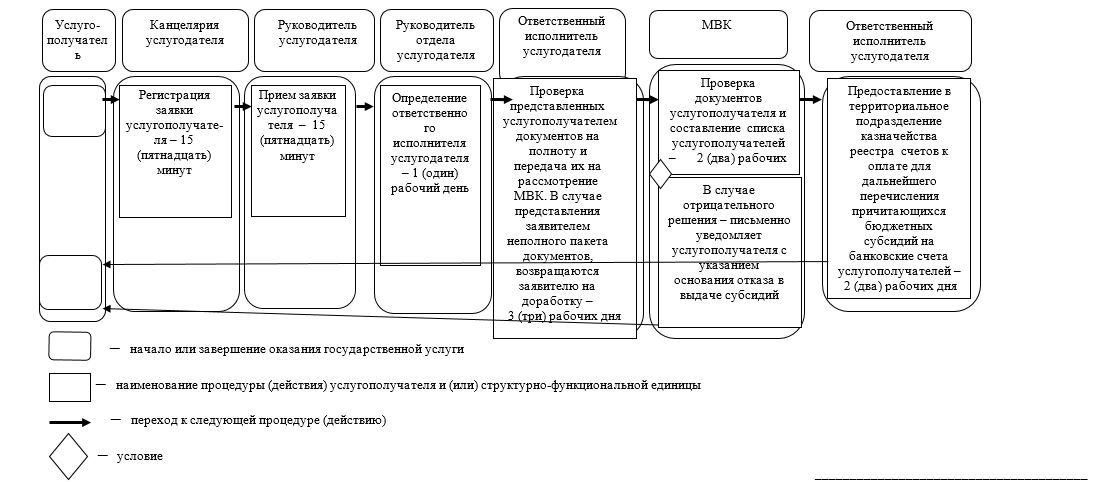 Услуго-
получател
ь
Канцелярия
услугодателя
Руководитель
услугодателя
Руководитель
отдела
услугодателя
Ответственный
исполнитель
услугодателя
МВК
Ответственный
исполнитель
услугодателя
Регистрация
заявки
услугополучате-
ля – 15
(пятнадцать)
минут
Прием заявки
услугополуча
теля – 15
(пятнадцать)
минут
Определение
ответственно
го
исполнителя
услугодателя
– 1 (один)
рабочий день
Проверка
представленных
услугополучателем
документов на
полноту и
передача их на
рассмотрение
МВК. В случае
представления
заявителем
неполного пакета
документов,
возвращаются
заявителю на
доработку –
3 (три) рабочих дня
Проверка
документов
услугополучателя и
составление списка
услугополучателей
– 2 (два) рабочих
В случае
отрицательного
решения – письменно
уведомляет
услугополучателя с
указанием
основания отказа в
выдаче субсидий
Предоставление в
территориальное
подразделение
казначейства
реестра счетов к
оплате для
дальнейшего
перечисления
причитающихся
бюджетных
субсидий на
банковские счета
услугополучателей –
2 (два) рабочих дня
– начало или завершение оказания государственной услуги
– наименование процедуры (действия) услугополучателя и (или) структурно-функциональной единицы
– переход к следующей процедуре (действию)
– условие